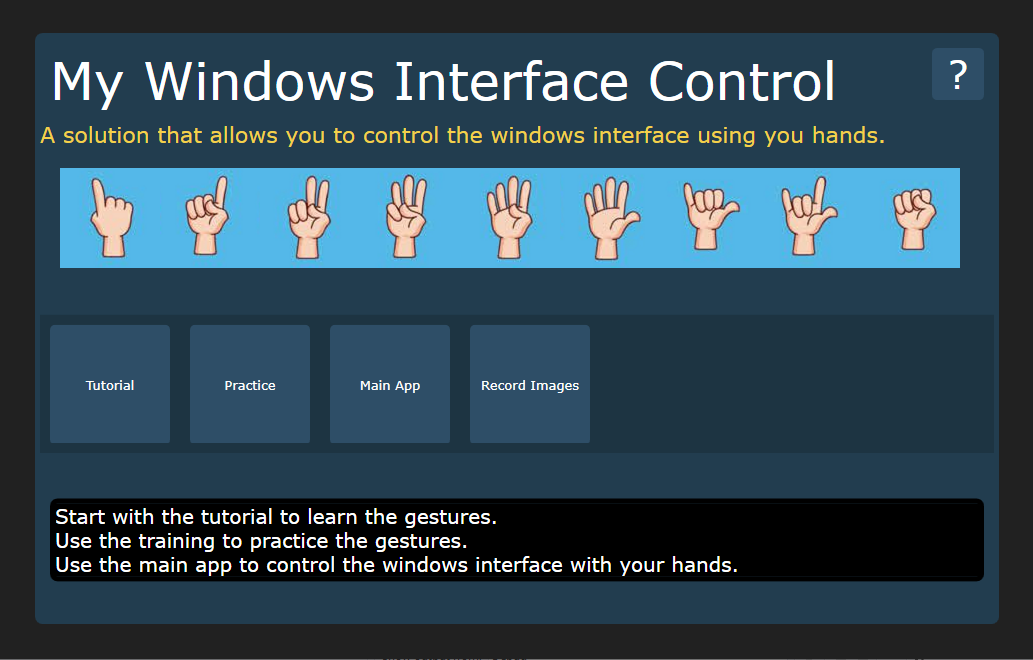 My Windows Interface Control
?
A solution that allows you to control the windows interface using you hands.
Tutorial
Practice
Main App
Record Images
Start with the tutorial to learn the gestures.
Use the training to practice the gestures.
Use the main app to control the windows interface with your hands.